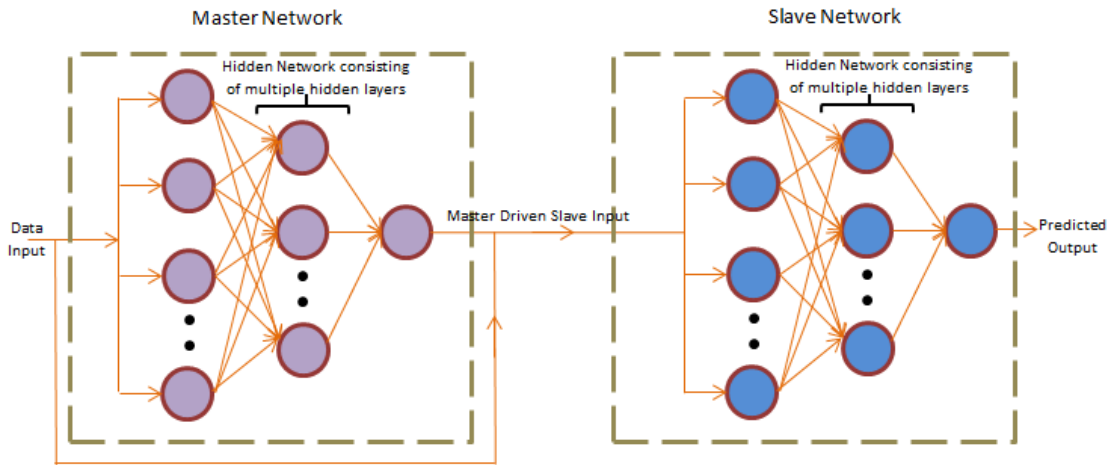 Master Network
Slave Network
Hidden Network consisting
of multiple hidden layers
Hidden Network consisting
of multiple hidden layers
Data
Input
Master Driven Slave Input
Predicted
Output